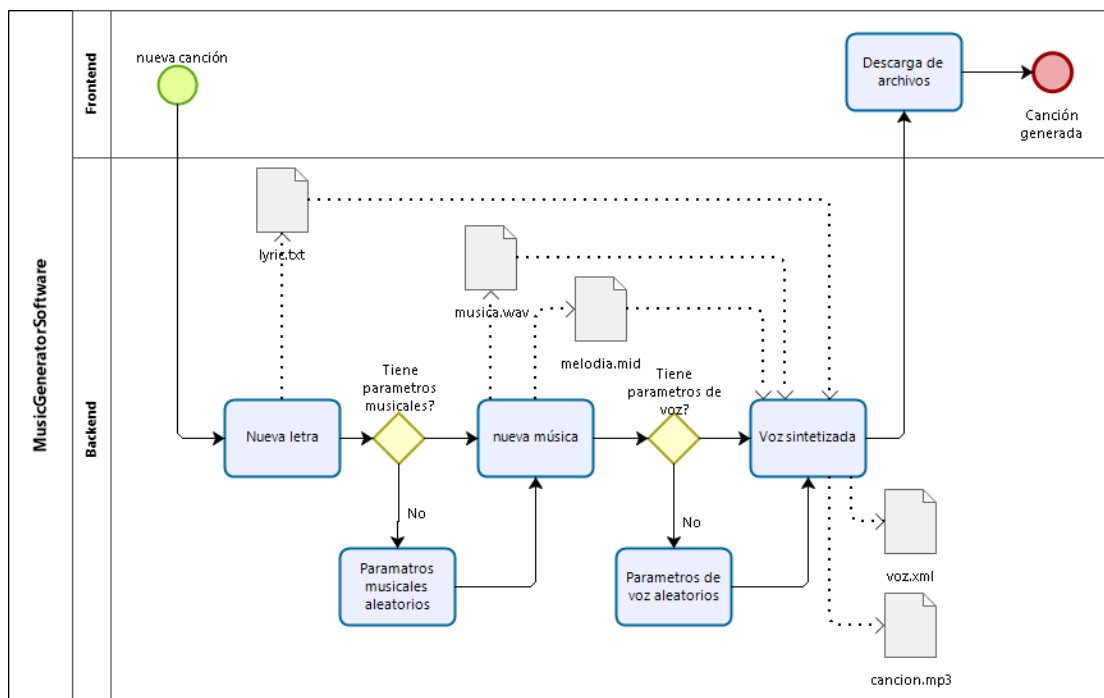 MusicGeneratorSoftware
Frontend
nueva canción
Descarga de
archivos
Canción
generada
Backend
lyric.txt
musica.wav
melodia.mid
Tiene
parametros
musicales?
Tiene
parametros de
voz?
Nueva letra
nueva música
Voz sintetizada
No
No
Paramatros
musicales
aleatorios
Parametros de
voz aleatorios
voz.xml
cancion.mp3